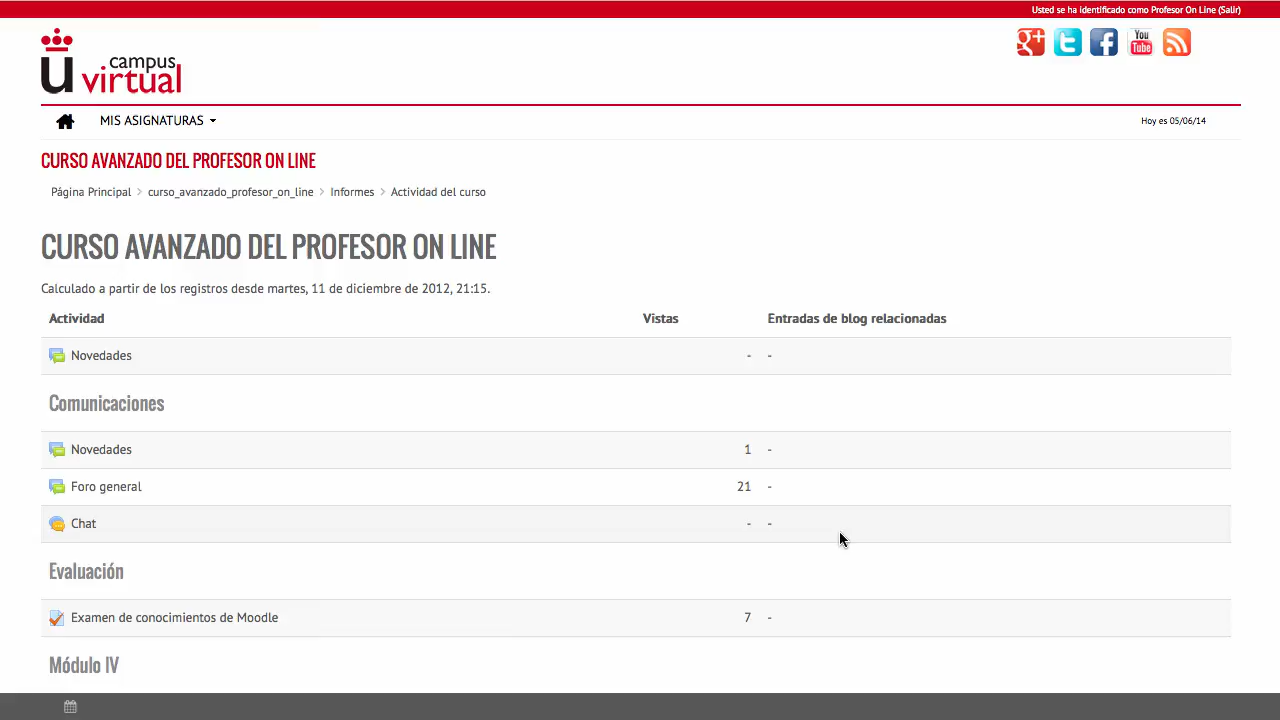 Usted se ha identificado como Profesor On Line (Salir)
campus
virtual
g+
You
Tube
MIS ASIGNATURAS
Hoy es 05/06/14
CURSO AVANZADO DEL PROFESOR ON LINE
Página Principal > curso_avanzado_profesor_on_line > Informes > Actividad del curso
CURSO AVANZADO DEL PROFESOR ON LINE
Calculado a partir de los registros desde martes, 11 de diciembre de 2012, 21:15.
Actividad Vistas Entradas de blog relacionadas
Novedades - -
Comunicaciones
Novedades 1 -
Foro general 21 -
Chat - -
Evaluación
Examen de conocimientos de Moodle 7 -
Módulo IV